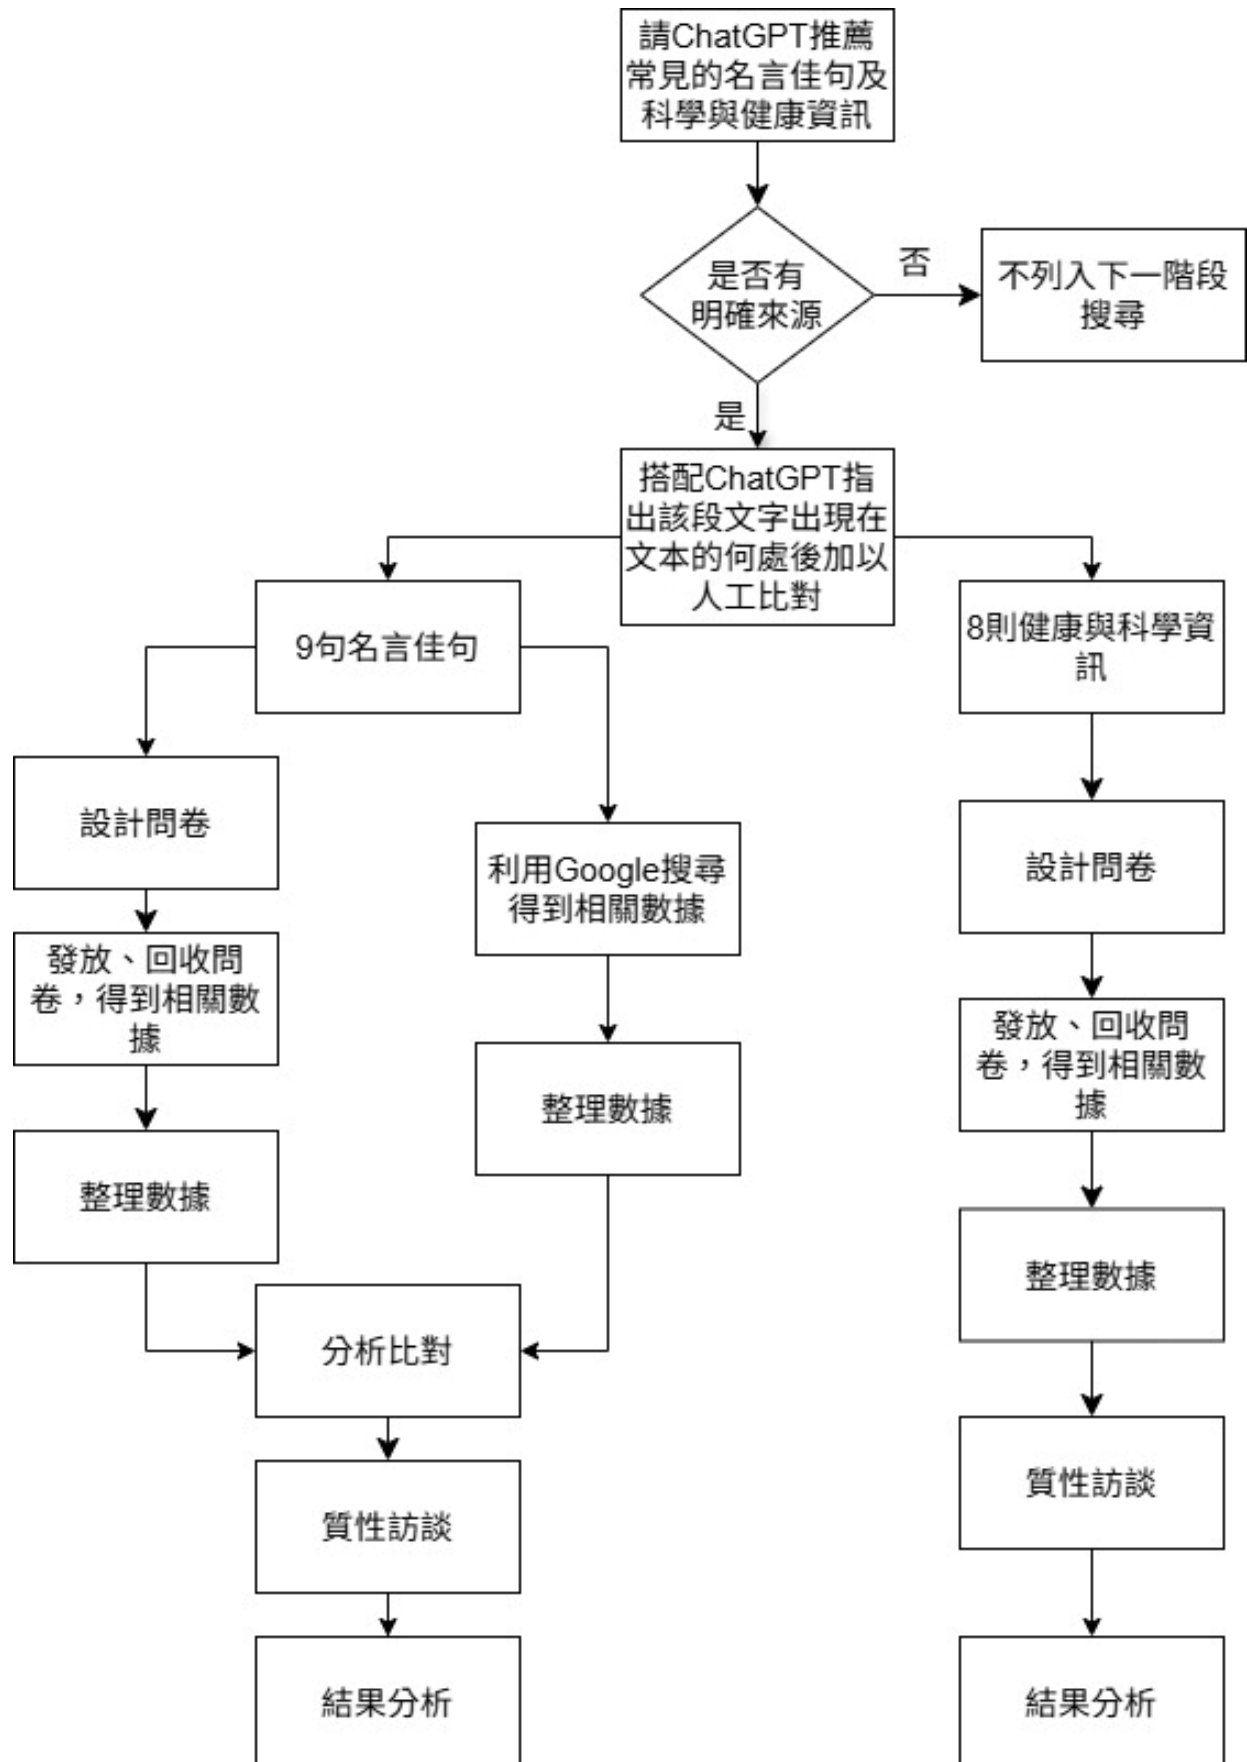 請ChatGPT推薦
常見的名言佳句及
科學與健康資訊
是否有
明確來源
否
不列入下一階段
搜尋
是
搭配ChatGPT指
出該段文字出現在
文本的何處後加以
人工比對
9句名言佳句
8則健康與科學資
訊
設計問卷
利用Google搜尋
得到相關數據
設計問卷
發放、回收問
卷，得到相關數
據
整理數據
發放、回收問
卷，得到相關數
據
整理數據
整理數據
分析比對
質性訪談
質性訪談
結果分析
結果分析